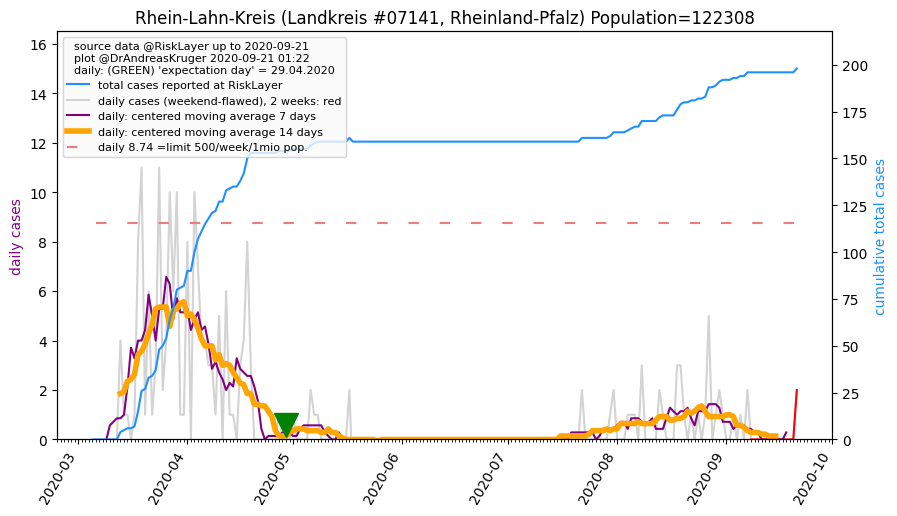 Rhein-Lahn-Kreis (Landkreis #07141, Rheinland-Pfalz) Population=122308
source data @RiskLayer up to 2020-09-21
plot @DrAndreasKruger 2020-09-21 01:22
daily: (GREEN) 'expectation day' = 29.04.2020
total cases reported at RiskLayer
daily cases (weekend-flawed), 2 weeks: red
daily: centered moving average 7 days
daily: centered moving average 14 days
daily 8.74 =limit 500/week/1mio pop.
daily cases
16
14
12
10
8
6
4
2
0
cumulative total cases
200
175
150
125
100
75
50
25
0
2020-03
2020-04
2020-05
2020-06
2020-07
2020-08
2020-09
2020-10